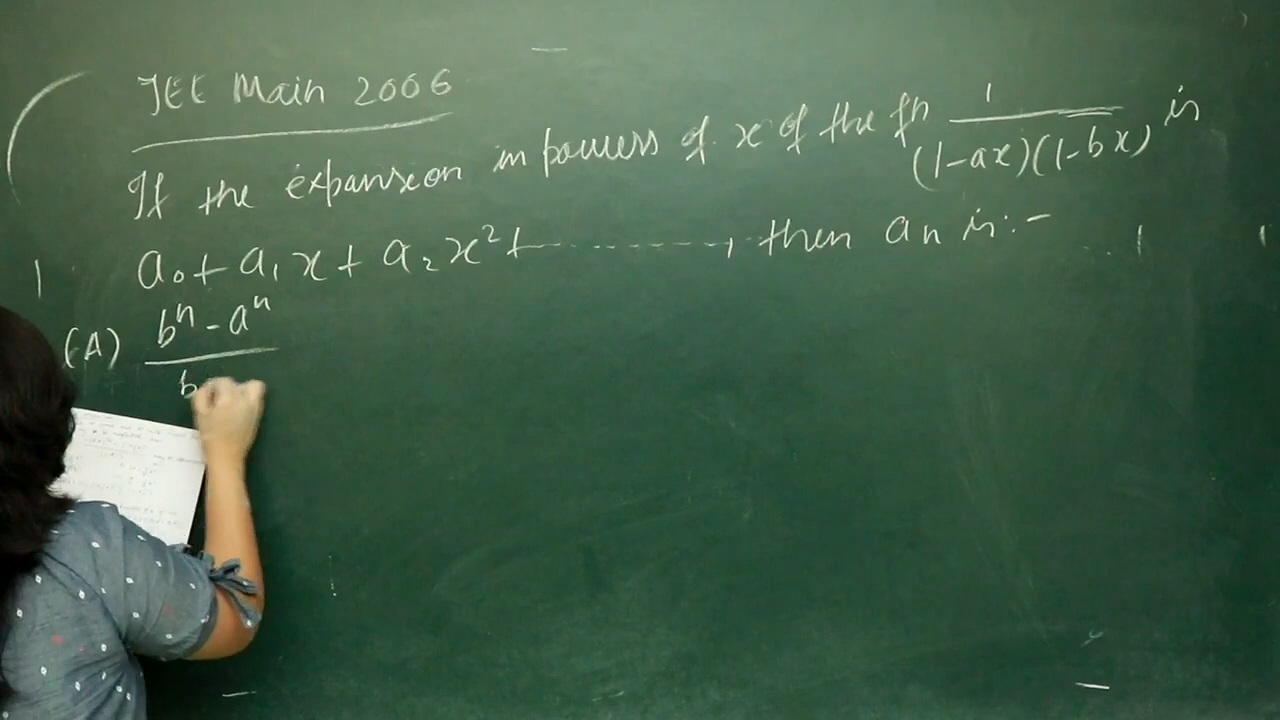 JEE Main 2006
If the expansion in powers of x of the fn 1/((1-ax)(1-bx)) is
a₀ + a₁x + a₂x² + ---------, then an is :-
(A) bⁿ - aⁿ
b